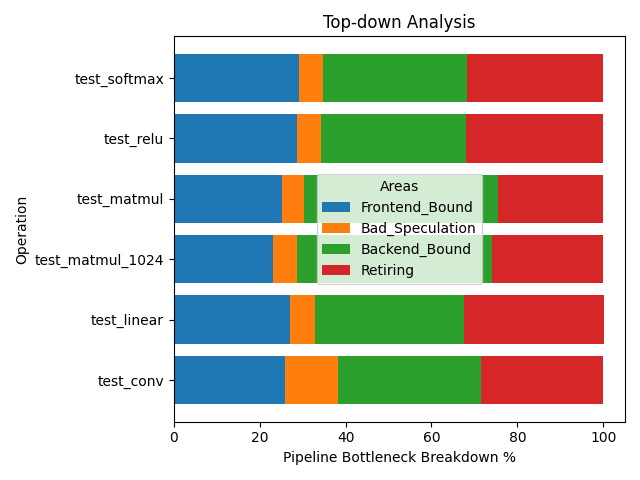 Top-down Analysis
Operation
test_softmax
test_relu
test_matmul
test_matmul_1024
test_linear
test_conv
Areas
Frontend_Bound
Bad_Speculation
Backend_Bound
Retiring
0 20 40 60 80 100
Pipeline Bottleneck Breakdown %